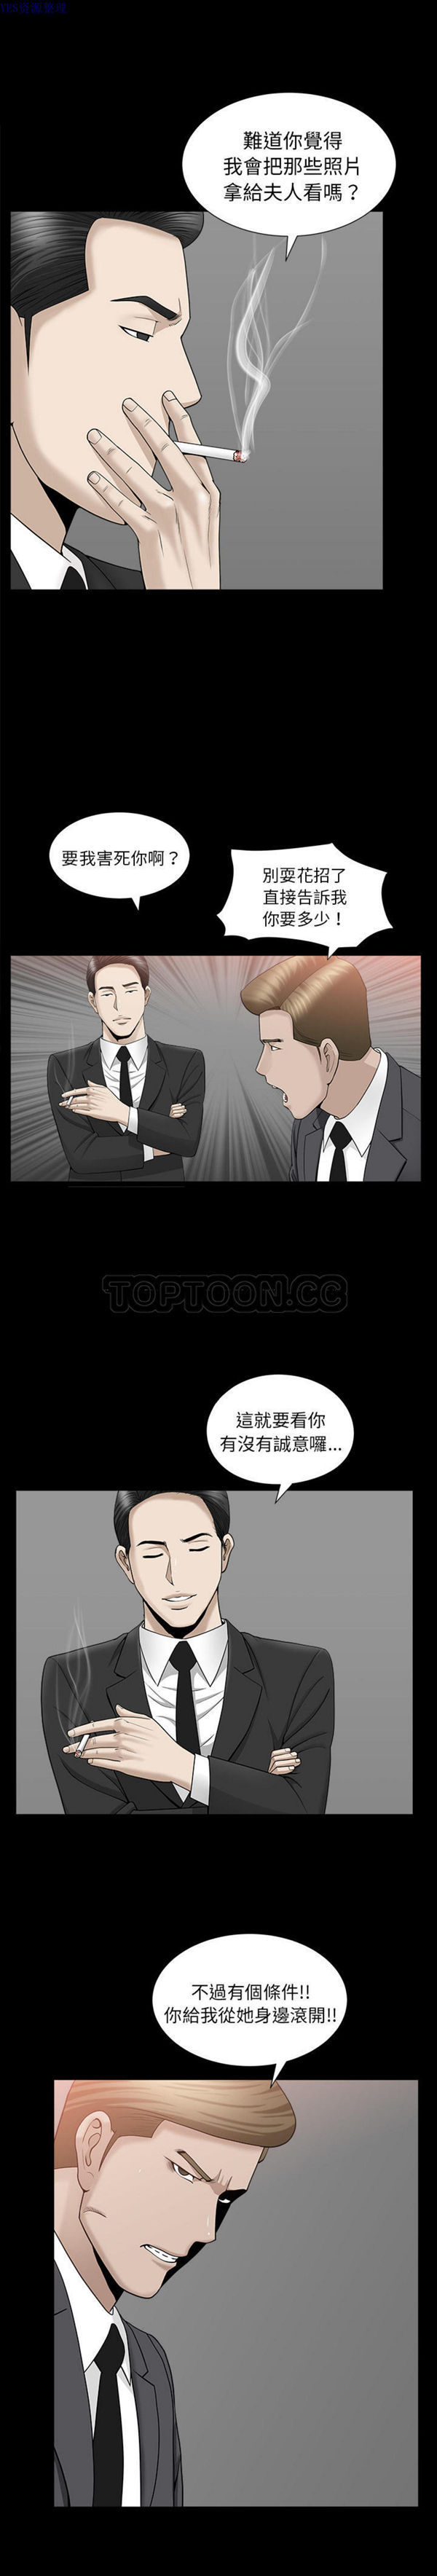 難道你覺得
我會把那些照片
拿給夫人看嗎？
要我害死你啊？
別耍花招了
直接告訴我
你要多少！
TOPTOON.CC
這就要看你
有沒有誠意囉...
不過有個條件!!
你給我從她身邊滾開!!